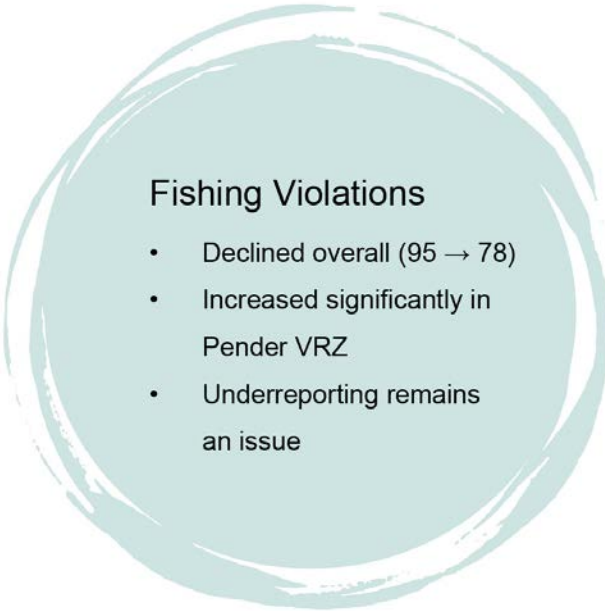 Fishing Violations
• Declined overall (95 → 78)
• Increased significantly in
Pender VRZ
• Underreporting remains
an issue